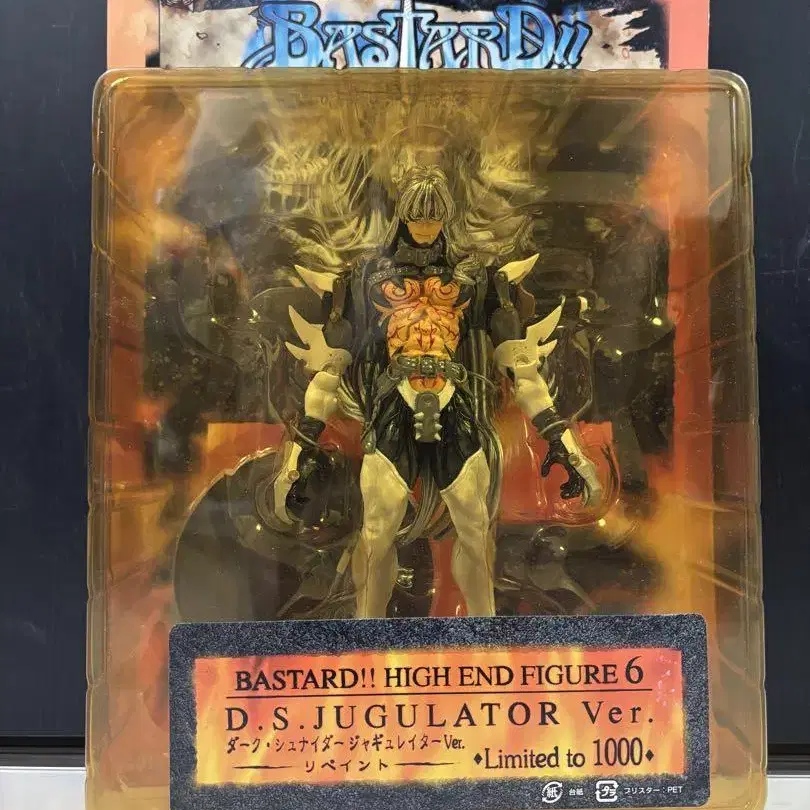 BASTARD!!
BASTARD!! HIGH END FIGURE 6
D.S.JUGULATOR Ver.
ダーク・シュナイダー ジャギュレイターVer.
リペイント
♦Limited to 1000♦
紙 台紙 プラ ブリスター：PET